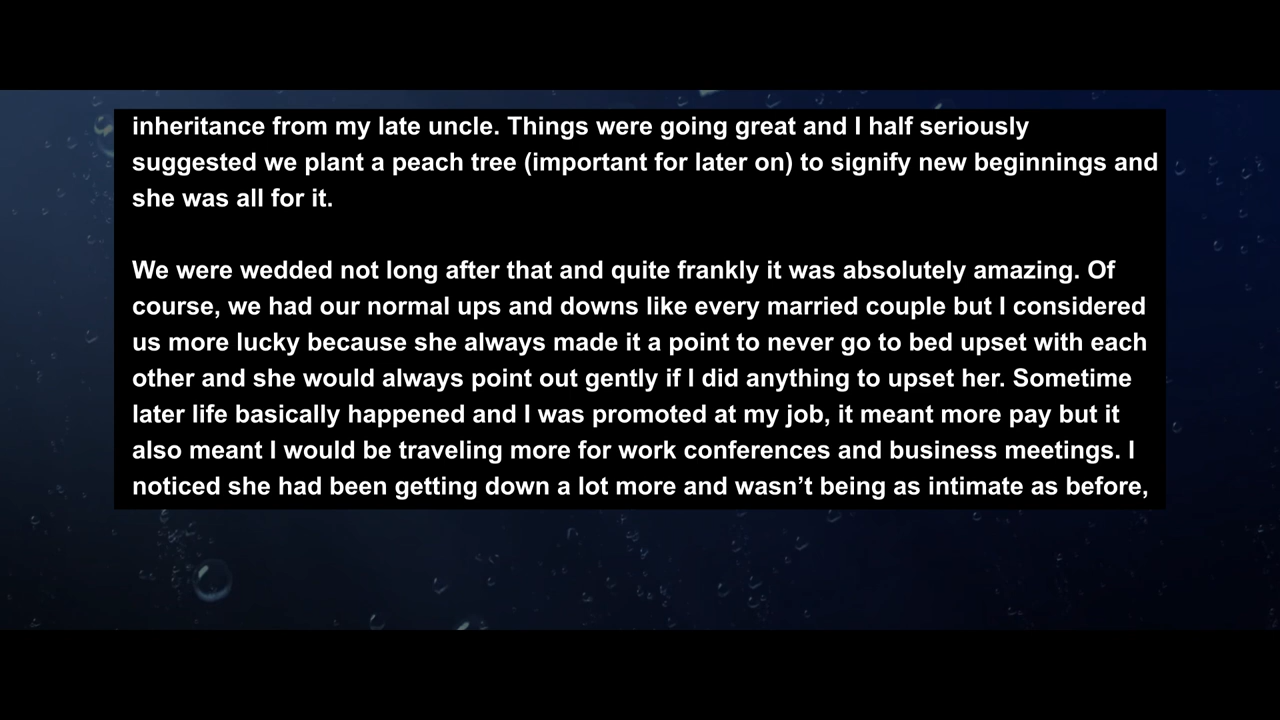 inheritance from my late uncle. Things were going great and I half seriously
suggested we plant a peach tree (important for later on) to signify new beginnings and
she was all for it.
We were wedded not long after that and quite frankly it was absolutely amazing. Of
course, we had our normal ups and downs like every married couple but I considered
us more lucky because she always made it a point to never go to bed upset with each
other and she would always point out gently if I did anything to upset her. Sometime
later life basically happened and I was promoted at my job, it meant more pay but it
also meant I would be traveling more for work conferences and business meetings. I
noticed she had been getting down a lot more and wasn’t being as intimate as before,